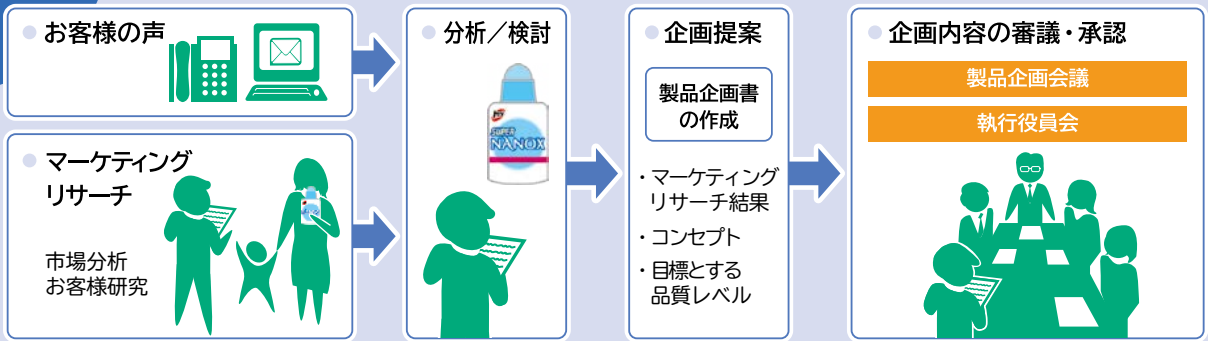 お客様の声
マーケティング
リサーチ
市場分析
お客様研究
分析／検討
SUPER
NANOX
企画提案
製品企画書
の作成
・マーケティング
リサーチ結果
・コンセプト
・目標とする
品質レベル
企画内容の審議・承認
製品企画会議
執行役員会